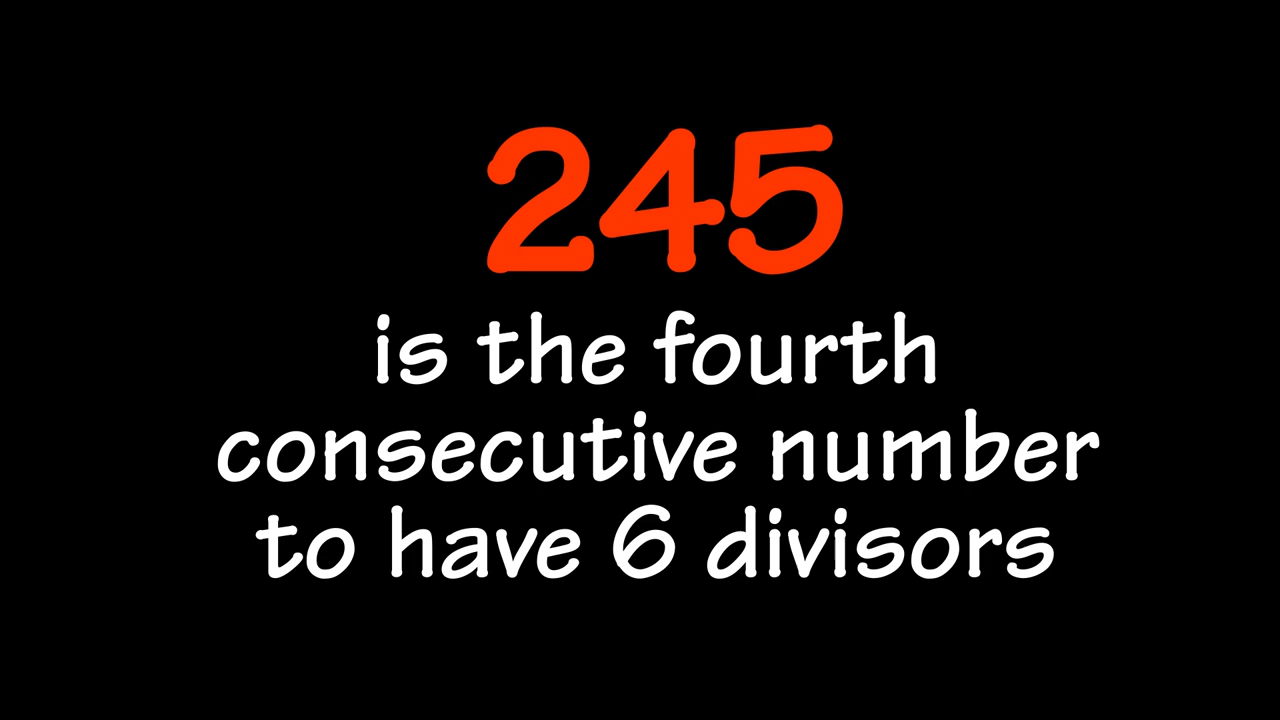 245
is the fourth
consecutive number
to have 6 divisors